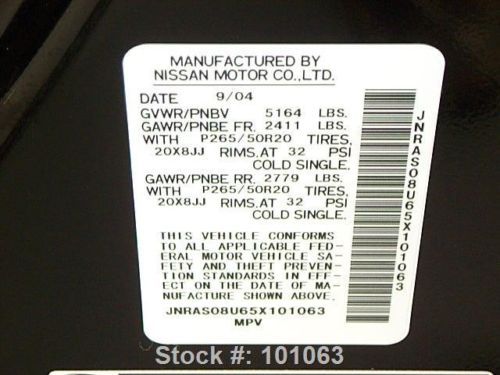 MANUFACTURED BY
NISSAN MOTOR CO.,LTD.
DATE 9/04
GVWR/PNBV 5164 LBS.
GAWR/PNBE FR. 2411 LBS.
WITH P265/50R20 TIRES,
20X8JJ RIMS,AT 32 PSI
COLD SINGLE.
GAWR/PNBE RR. 2779 LBS.
WITH P265/50R20 TIRES,
20X8JJ RIMS,AT 32 PSI
COLD SINGLE.
THIS VEHICLE CONFORMS
TO ALL APPLICABLE FED-
ERAL MOTOR VEHICLE SA-
FETY AND THEFT PREVEN-
TION STANDARDS IN EFF-
ECT ON THE DATE OF MA-
NUFACTURE SHOWN ABOVE.
JNRAS08U65X101063
MPV
JNRAS08U65X101063
Stock #: 101063